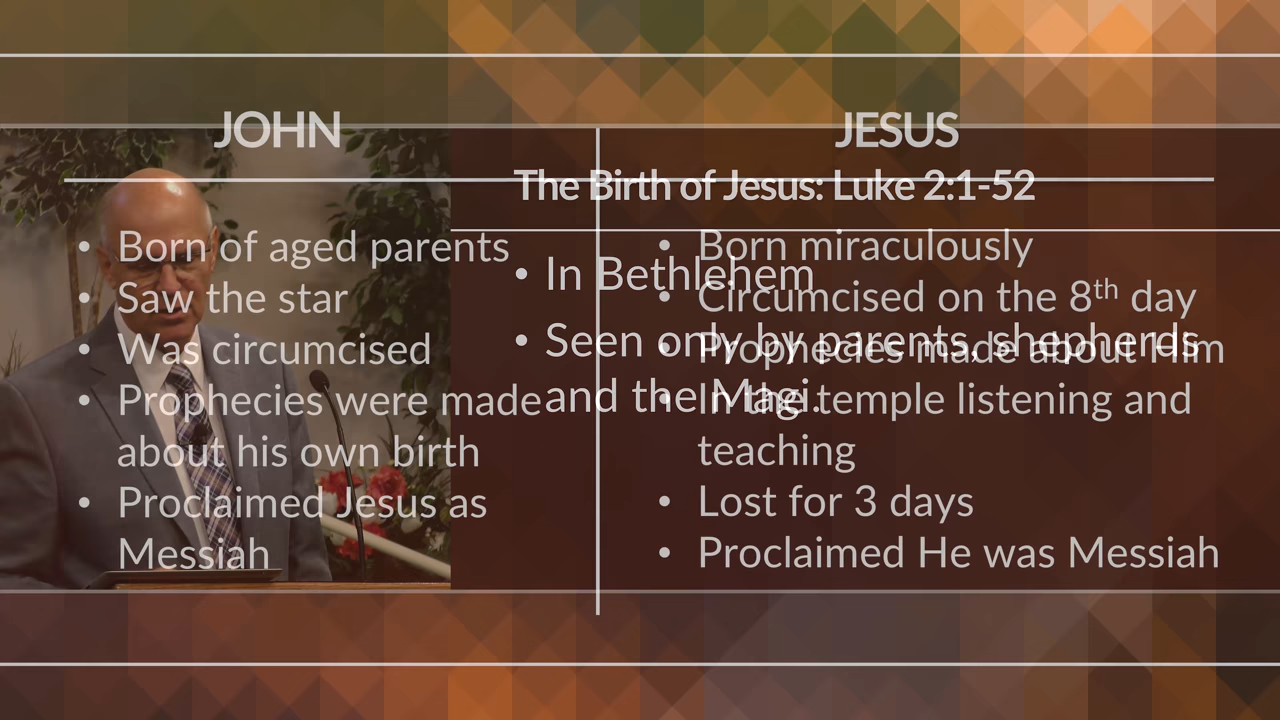 JOHN
JESUS
The Birth of Jesus: Luke 2:1-52
• Born of aged parents
• Saw the star
• Was circumcised
• Prophecies were made
about his own birth
• Proclaimed Jesus as
Messiah
• In Bethlehem
• Seen only by parents, shepherds
and the Magi.
• Born miraculously
• Circumcised on the 8th day
• Prophecies made about Him
• In the temple listening and
teaching
• Lost for 3 days
• Proclaimed He was Messiah